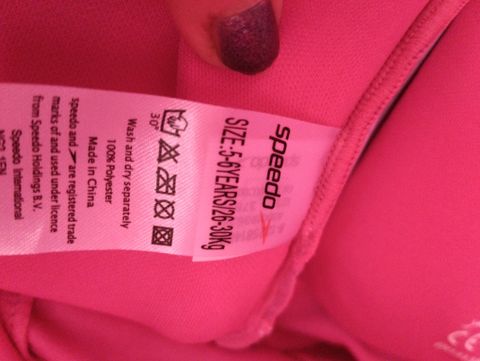 speedo
SIZE:5-6YEARS/26-30Kg
30°
Wash and dry separately
100% Polyester
Made in China
speedo and are registered trade
marks of and used under licence
from Speedo Holdings B.V.
Speedo International